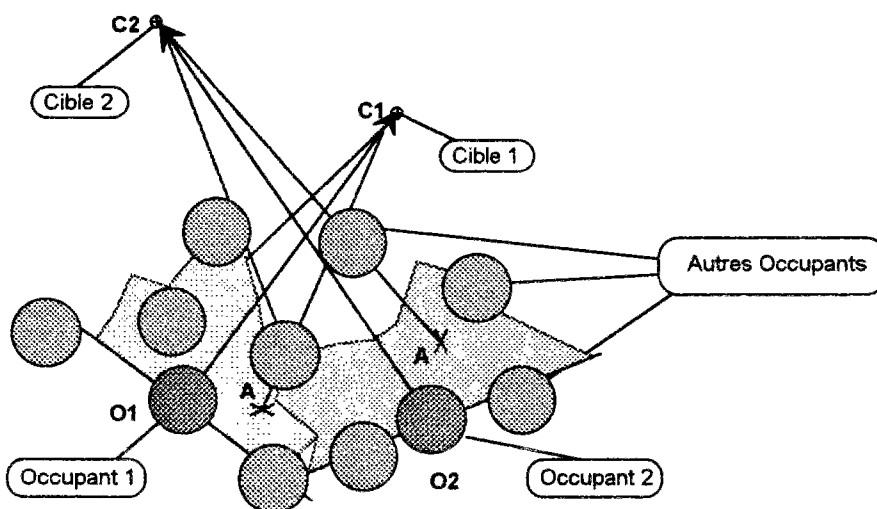 C2
Cible 2
C1
Cible 1
Autres Occupants
A
A
O1
Occupant 1
O2
Occupant 2